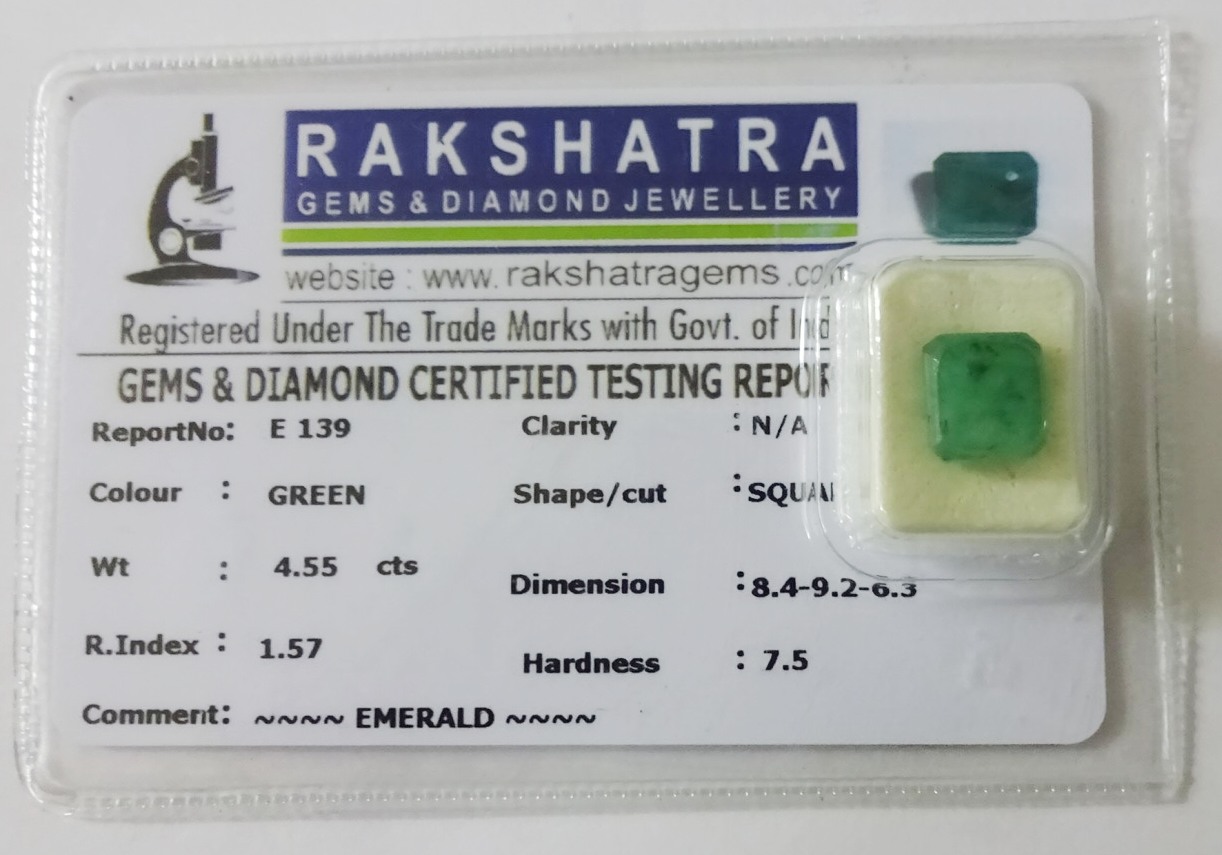 RAKSHATRA
GEMS & DIAMOND JEWELLERY
website : www.rakshatragems.com
Registered Under The Trade Marks with Govt. of Ind
GEMS & DIAMOND CERTIFIED TESTING REPOR
ReportNo: E 139 Clarity : N/A
Colour : GREEN Shape/cut : SQUAR
Wt : 4.55 cts Dimension : 8.4-9.2-6.3
R.Index : 1.57 Hardness : 7.5
Comment: ~~~~ EMERALD ~~~~